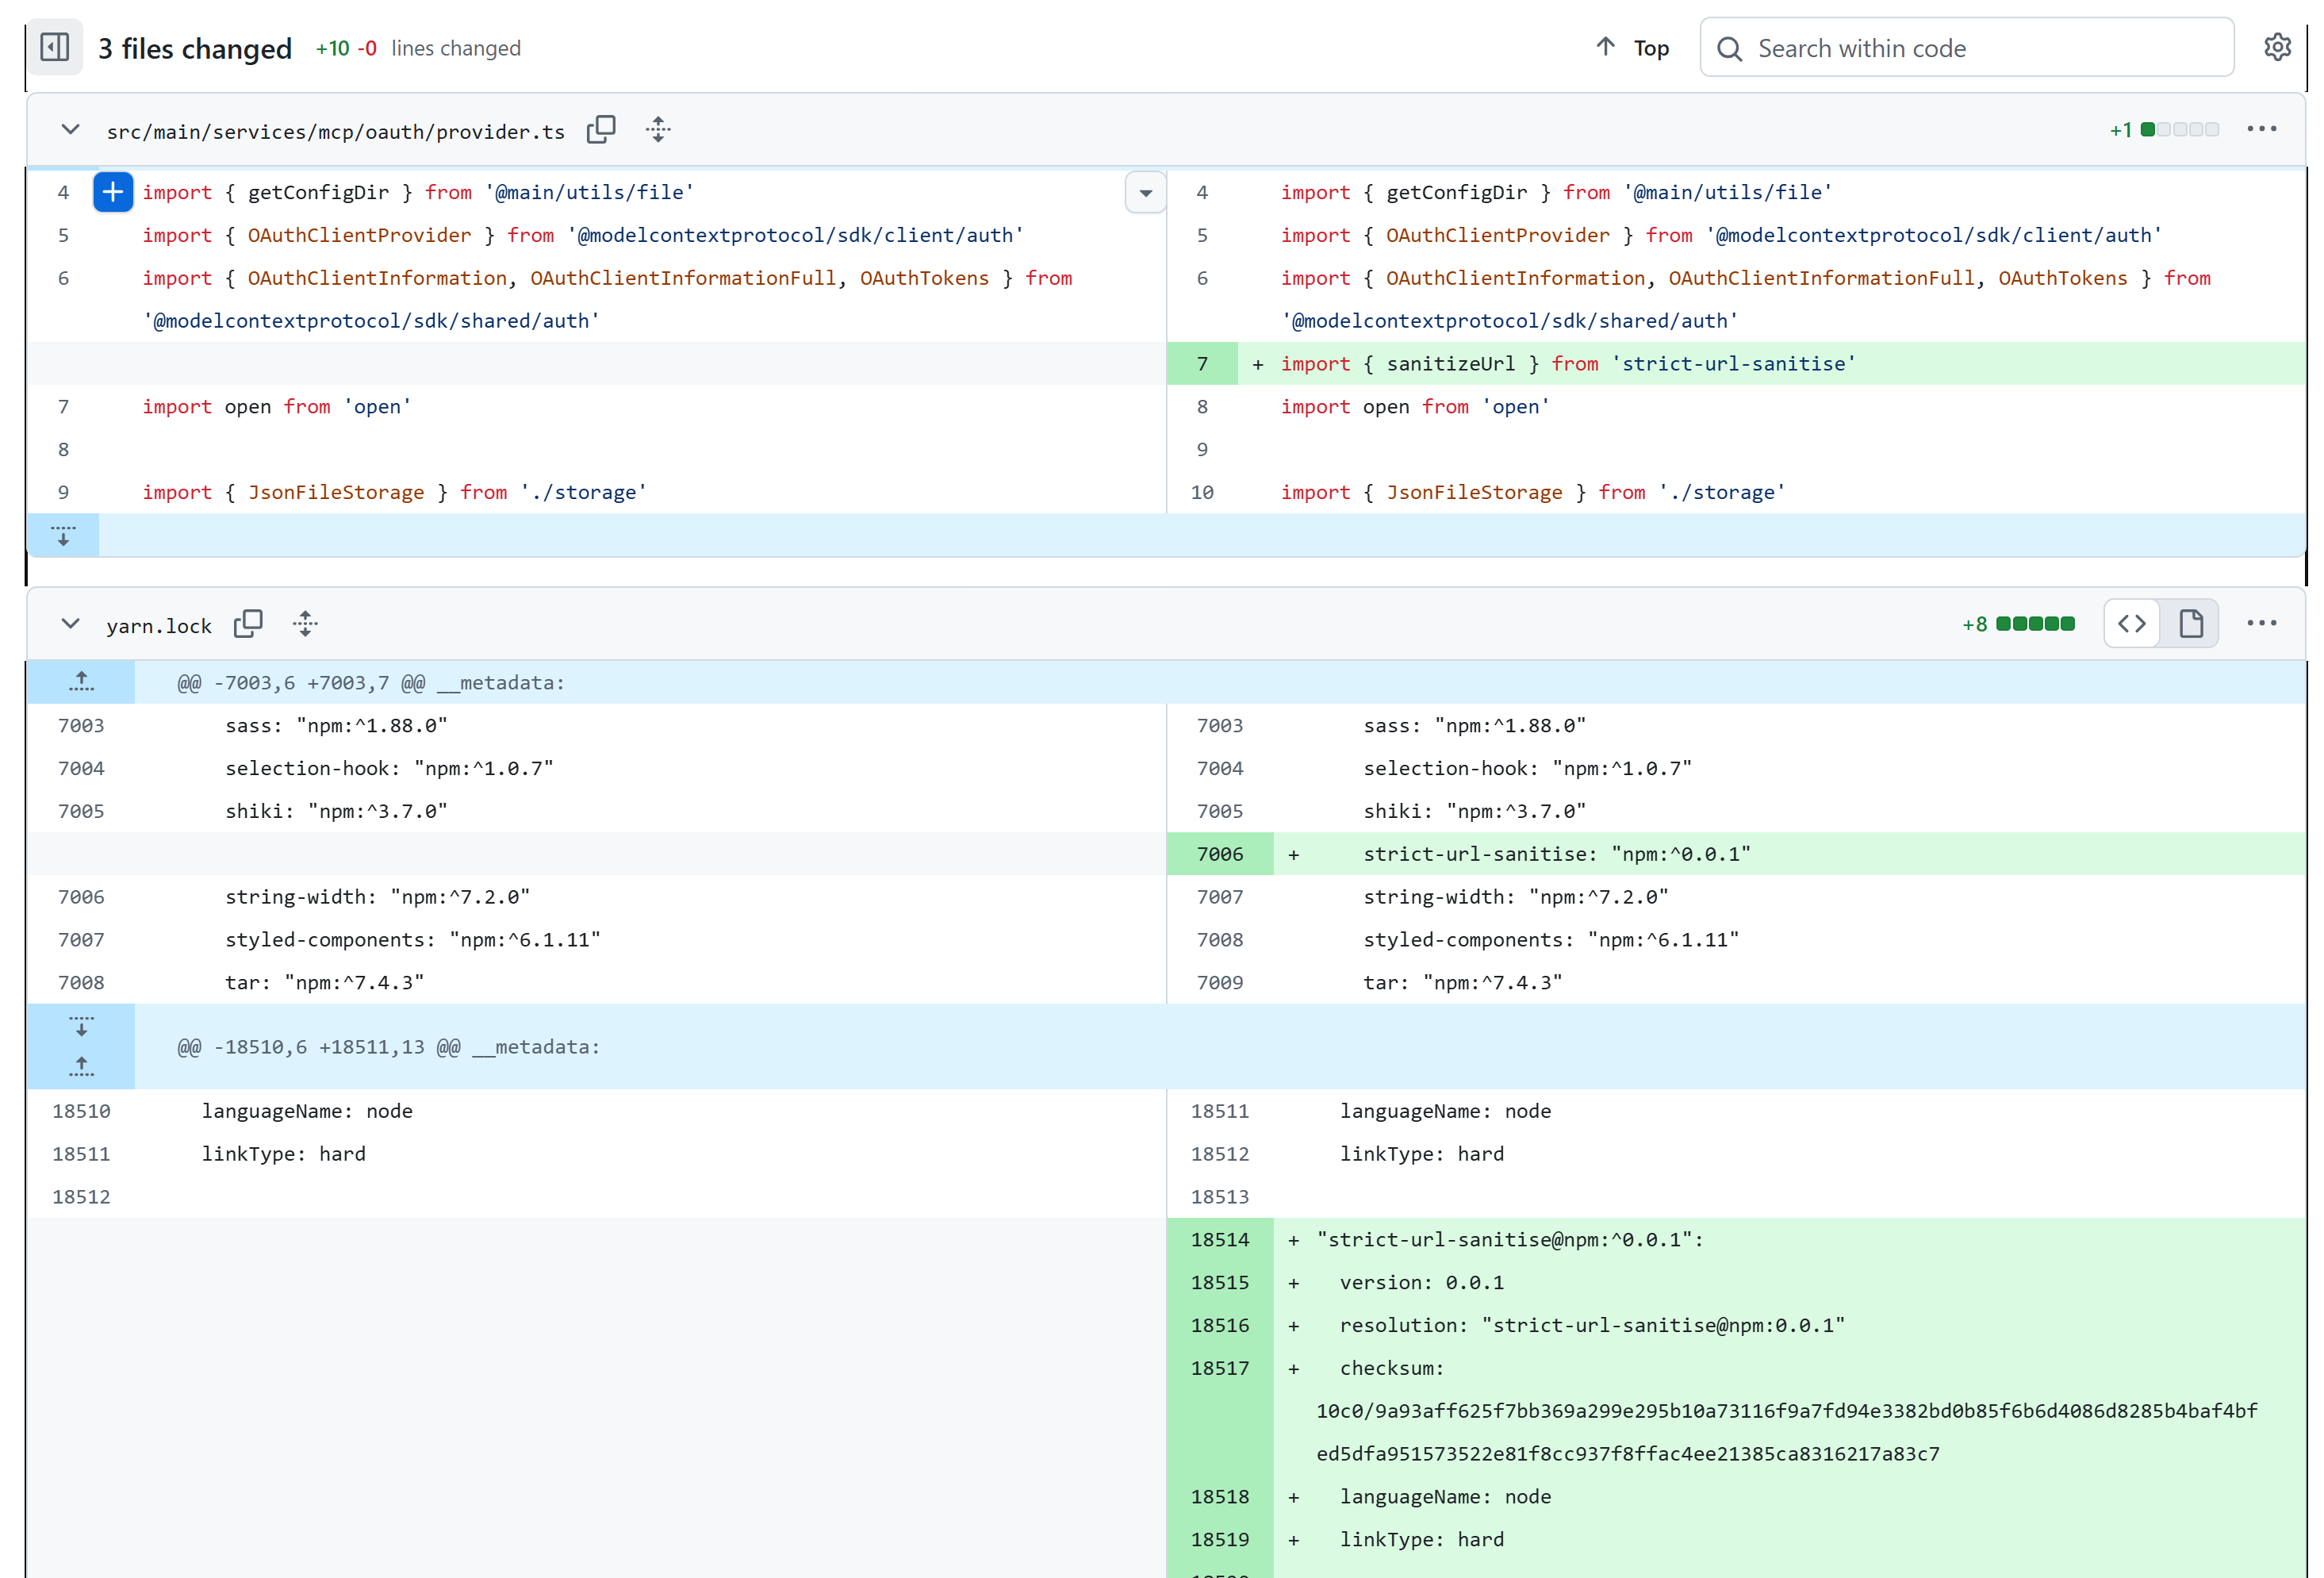 3 files changed +10 -0 lines changed
Top
Search within code
src/main/services/mcp/oauth/provider.ts
+1
4 import { getConfigDir } from '@main/utils/file'
5 import { OAuthClientProvider } from '@modelcontextprotocol/sdk/client/auth'
6 import { OAuthClientInformation, OAuthClientInformationFull, OAuthTokens } from
'@modelcontextprotocol/sdk/shared/auth'
7 import open from 'open'
8
9 import { JsonFileStorage } from './storage'
4 import { getConfigDir } from '@main/utils/file'
5 import { OAuthClientProvider } from '@modelcontextprotocol/sdk/client/auth'
6 import { OAuthClientInformation, OAuthClientInformationFull, OAuthTokens } from
'@modelcontextprotocol/sdk/shared/auth'
7 + import { sanitizeUrl } from 'strict-url-sanitise'
8 import open from 'open'
9
10 import { JsonFileStorage } from './storage'
yarn.lock
+8
@@ -7003,6 +7003,7 @@ __metadata:
7003 sass: "npm:^1.88.0"
7004 selection-hook: "npm:^1.0.7"
7005 shiki: "npm:^3.7.0"
7006 string-width: "npm:^7.2.0"
7007 styled-components: "npm:^6.1.11"
7008 tar: "npm:^7.4.3"
7003 sass: "npm:^1.88.0"
7004 selection-hook: "npm:^1.0.7"
7005 shiki: "npm:^3.7.0"
7006 + strict-url-sanitise: "npm:^0.0.1"
7007 string-width: "npm:^7.2.0"
7008 styled-components: "npm:^6.1.11"
7009 tar: "npm:^7.4.3"
@@ -18510,6 +18511,13 @@ __metadata:
18510 languageName: node
18511 linkType: hard
18512
18511 languageName: node
18512 linkType: hard
18513
18514 + "strict-url-sanitise@npm:^0.0.1":
18515 + version: 0.0.1
18516 + resolution: "strict-url-sanitise@npm:0.0.1"
18517 + checksum:
10c0/9a93aff625f7bb369a299e295b10a73116f9a7fd94e3382bd0b85f6b6d4086d8285b4baf4bf
ed5dfa951573522e81f8cc937f8ffac4ee21385ca8316217a83c7
18518 + languageName: node
18519 + linkType: hard